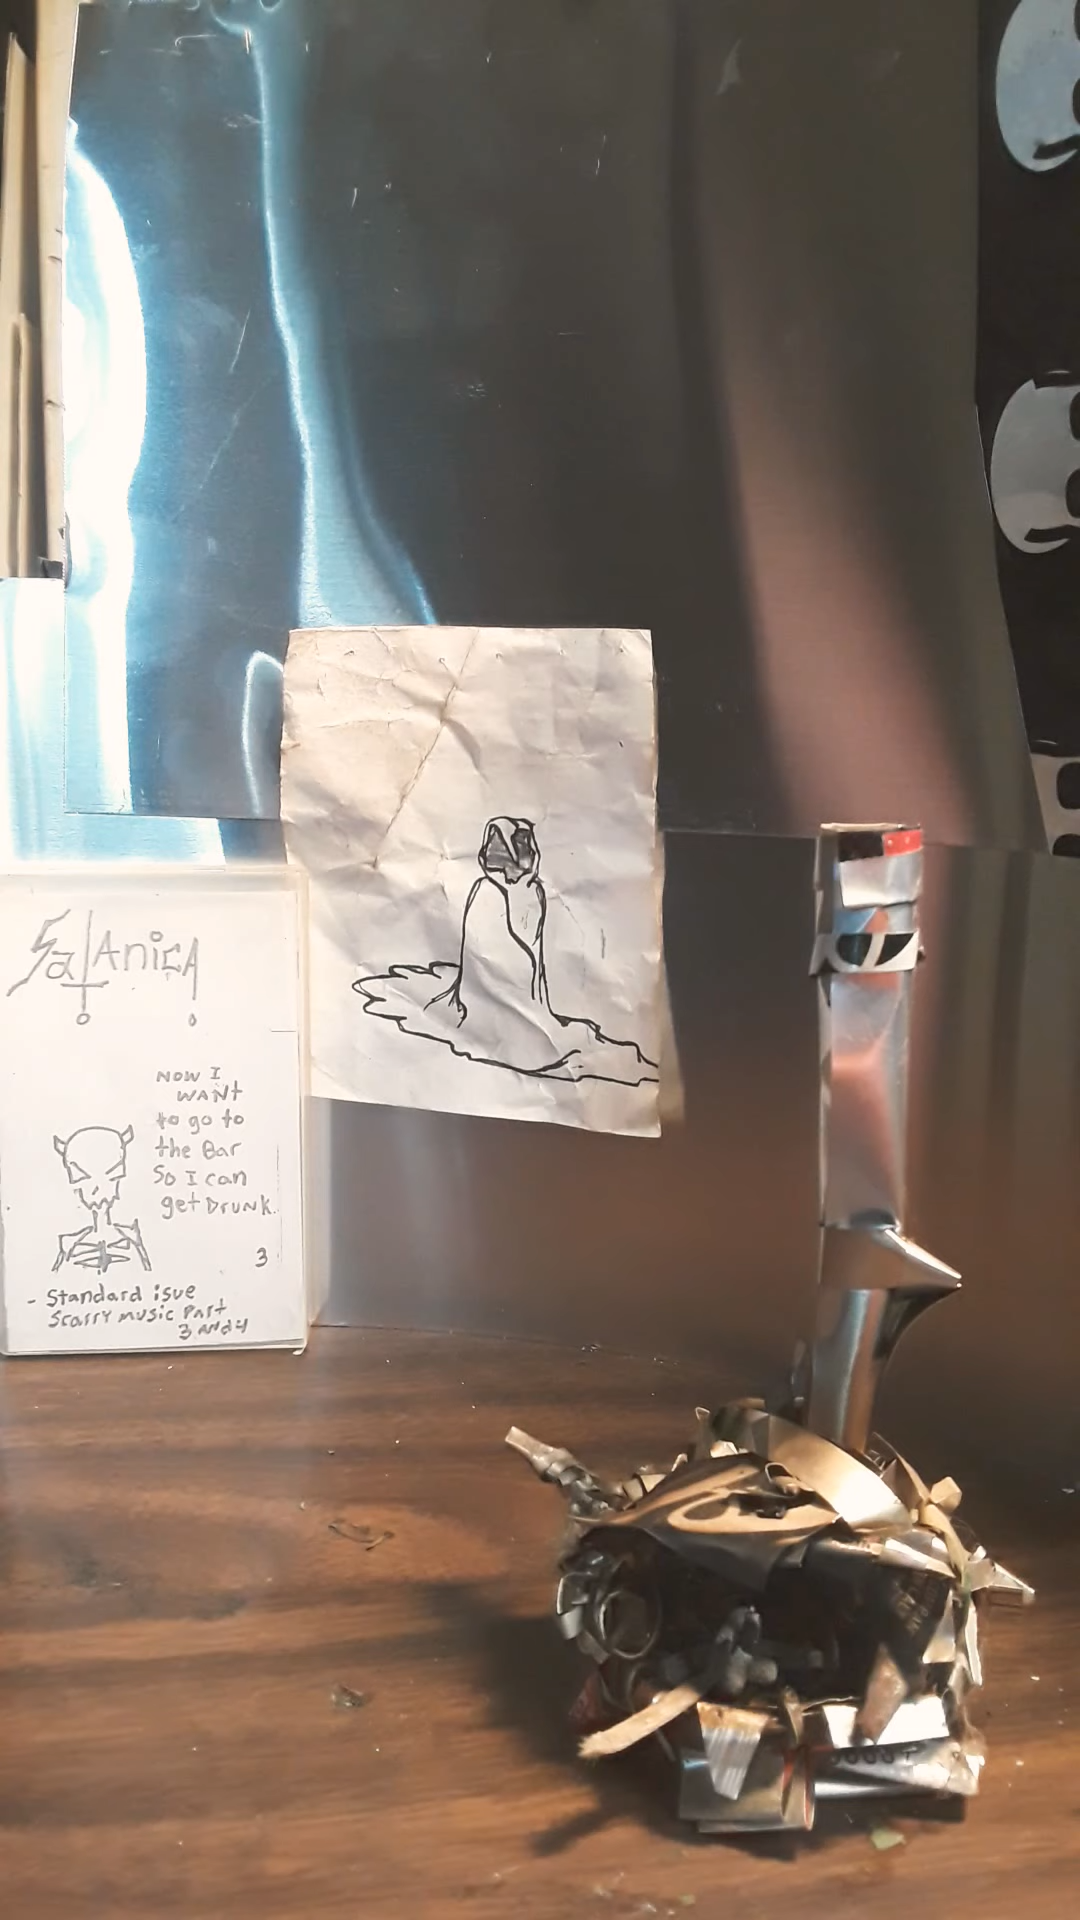 SatAnicA
NOW I
WANt
to go to
the Bar
So I can
get DrUNK.
3
- Standard isue
Scarry music Part
3 and 4